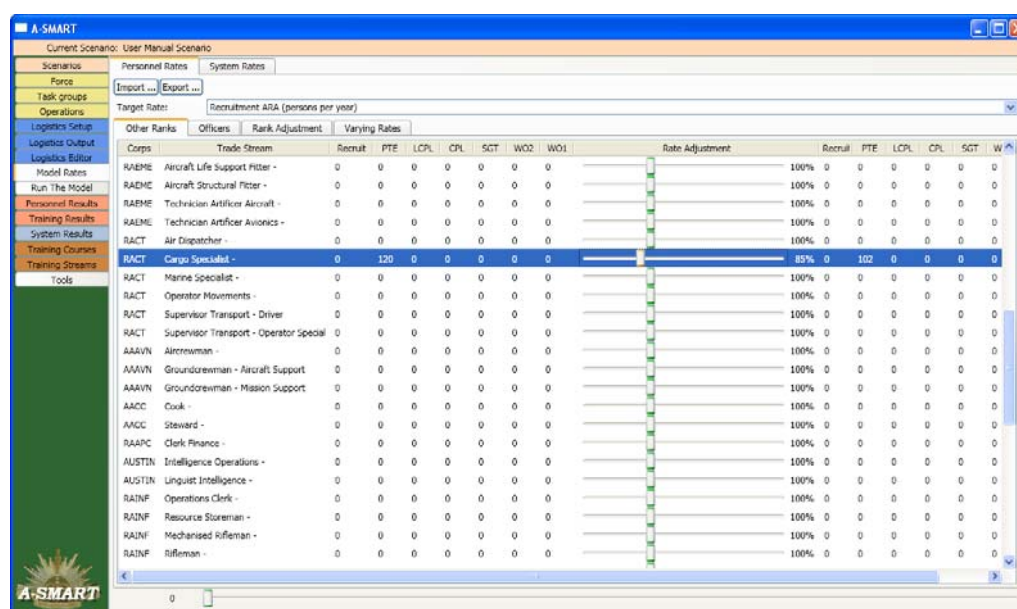 A-SMART
Current Scenario: User Manual Scenario
Scenarios
Force
Task groups
Operations
Logistics Setup
Logistics Output
Logistics Editor
Model Rates
Run The Model
Personnel Results
Training Results
System Results
Training Courses
Training Streams
Tools
A-SMART
Personnel Rates System Rates
Import ... Export ...
Target Rate: Recruitment ARA (persons per year)
Other Ranks Officers Rank Adjustment Varying Rates
Corps Trade Stream Recruit PTE LCPL CPL SGT WO2 WO1 Rate Adjustment Recruit PTE LCPL CPL SGT W
RAEME Aircraft Life Support Fitter - 0 0 0 0 0 0 0 100% 0 0 0 0 0 0
RAEME Aircraft Structural Fitter - 0 0 0 0 0 0 0 100% 0 0 0 0 0 0
RAEME Technician Artificer Aircraft - 0 0 0 0 0 0 0 100% 0 0 0 0 0 0
RAEME Technician Artificer Avionics - 0 0 0 0 0 0 0 100% 0 0 0 0 0 0
RACT Air Dispatcher - 0 0 0 0 0 0 0 100% 0 0 0 0 0 0
RACT Cargo Specialist - 0 120 0 0 0 0 0 85% 0 102 0 0 0 0
RACT Marine Specialist - 0 0 0 0 0 0 0 100% 0 0 0 0 0 0
RACT Operator Movements - 0 0 0 0 0 0 0 100% 0 0 0 0 0 0
RACT Supervisor Transport - Driver 0 0 0 0 0 0 0 100% 0 0 0 0 0 0
RACT Supervisor Transport - Operator Special 0 0 0 0 0 0 0 100% 0 0 0 0 0 0
AAAVN Aircrewman - 0 0 0 0 0 0 0 100% 0 0 0 0 0 0
AAAVN Groundcrewman - Aircraft Support 0 0 0 0 0 0 0 100% 0 0 0 0 0 0
AAAVN Groundcrewman - Mission Support 0 0 0 0 0 0 0 100% 0 0 0 0 0 0
AACC Cook - 0 0 0 0 0 0 0 100% 0 0 0 0 0 0
AACC Steward - 0 0 0 0 0 0 0 100% 0 0 0 0 0 0
RAAPC Clerk Finance - 0 0 0 0 0 0 0 100% 0 0 0 0 0 0
AUSTIN Intelligence Operations - 0 0 0 0 0 0 0 100% 0 0 0 0 0 0
AUSTIN Linguist Intelligence - 0 0 0 0 0 0 0 100% 0 0 0 0 0 0
RAINF Operations Clerk - 0 0 0 0 0 0 0 100% 0 0 0 0 0 0
RAINF Resource Storeman - 0 0 0 0 0 0 0 100% 0 0 0 0 0 0
RAINF Mechanised Rifleman - 0 0 0 0 0 0 0 100% 0 0 0 0 0 0
RAINF Rifleman - 0 0 0 0 0 0 0 100% 0 0 0 0 0 0
0